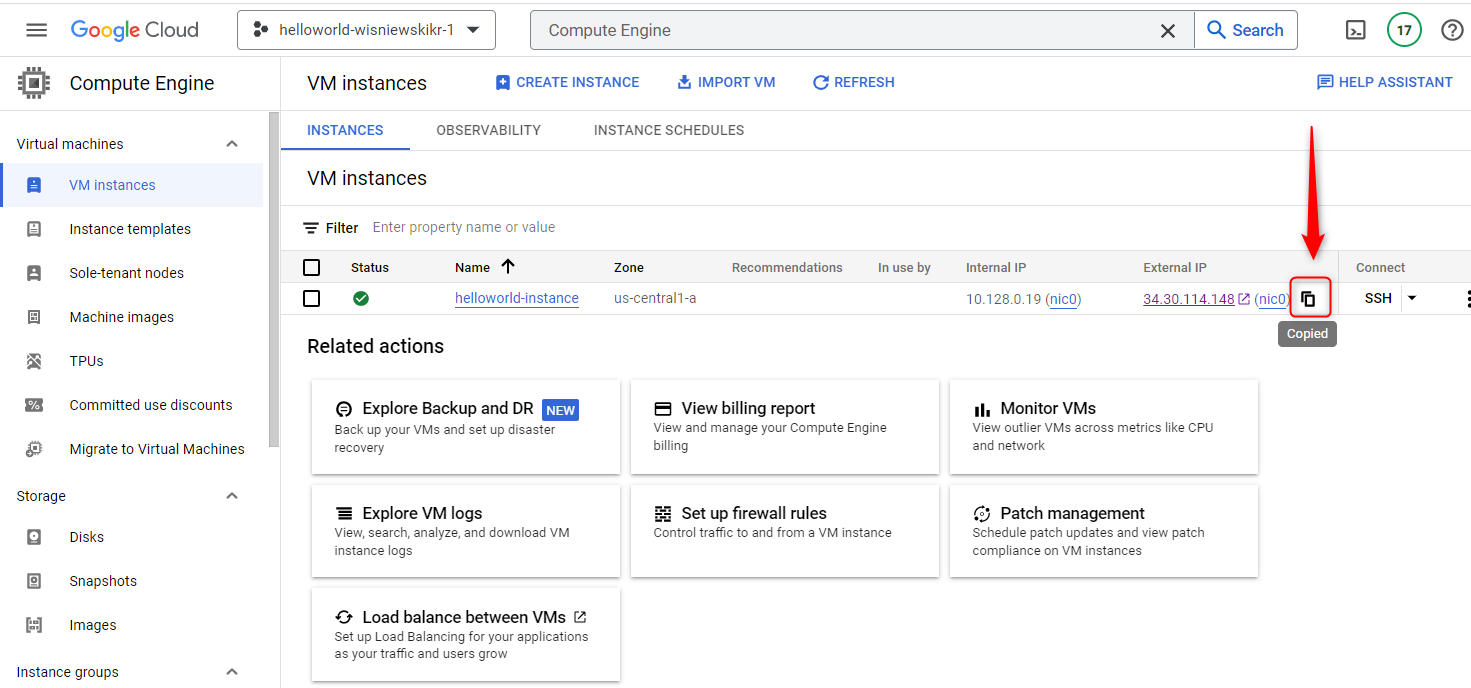 Google Cloud
helloworld-wisniewskikr-1
Compute Engine
Search
17
Compute Engine
VM instances
CREATE INSTANCE
IMPORT VM
REFRESH
HELP ASSISTANT
Virtual machines
VM instances
Instance templates
Sole-tenant nodes
Machine images
TPUs
Committed use discounts
Migrate to Virtual Machines
Storage
Disks
Snapshots
Images
Instance groups
INSTANCES
OBSERVABILITY
INSTANCE SCHEDULES
VM instances
Filter Enter property name or value
Status Name Zone Recommendations In use by Internal IP External IP Connect
helloworld-instance us-central1-a 10.128.0.19 (nic0) 34.30.114.148 (nic0) SSH
Copied
Related actions
Explore Backup and DR NEW
Back up your VMs and set up disaster
recovery
View billing report
View and manage your Compute Engine
billing
Monitor VMs
View outlier VMs across metrics like CPU
and network
Explore VM logs
View, search, analyze, and download VM
instance logs
Set up firewall rules
Control traffic to and from a VM instance
Patch management
Schedule patch updates and view patch
compliance on VM instances
Load balance between VMs
Set up Load Balancing for your applications
as your traffic and users grow